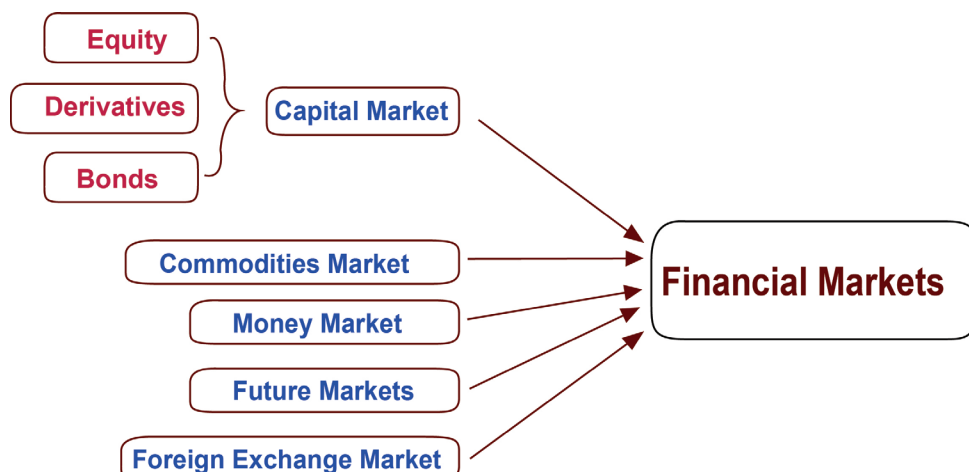 Equity
Derivatives
Bonds
Capital Market
Commodities Market
Money Market
Future Markets
Foreign Exchange Market
Financial Markets